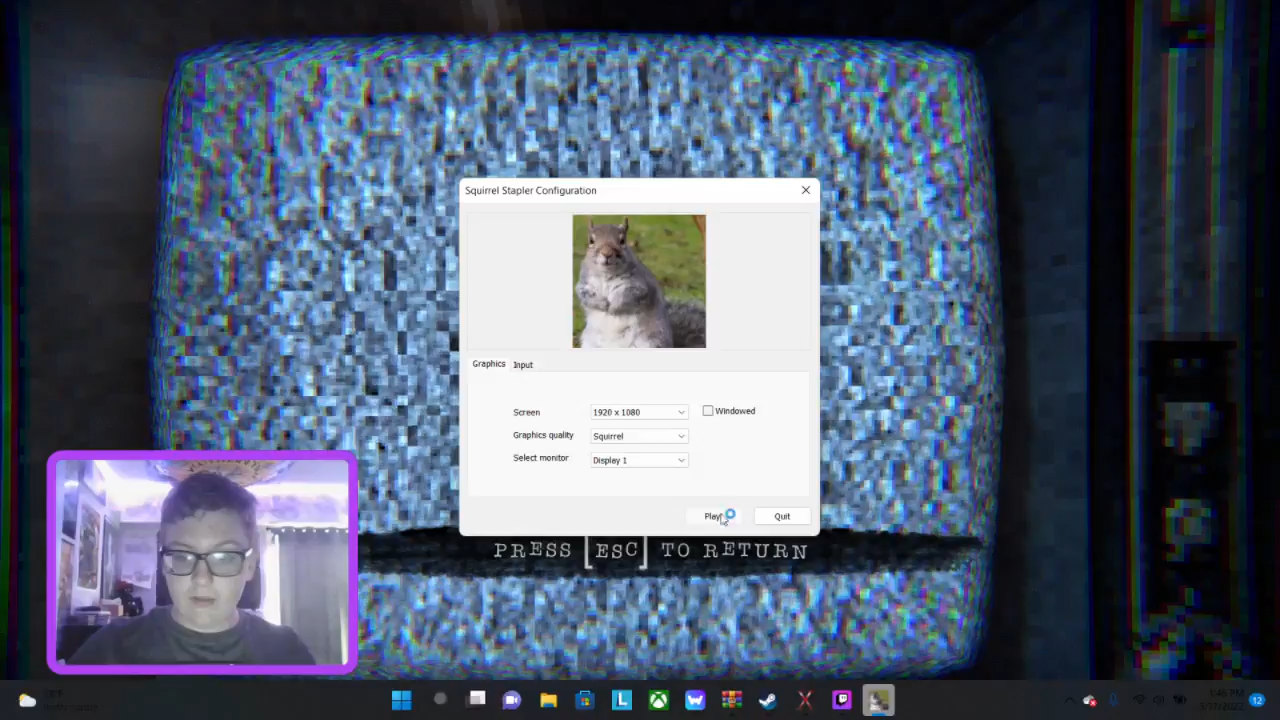 Squirrel Stapler Configuration
Graphics Input
Screen 1920 x 1080 Windowed
Graphics quality Squirrel
Select monitor Display 1
Play! Quit
PRESS [ESC] TO RETURN
12